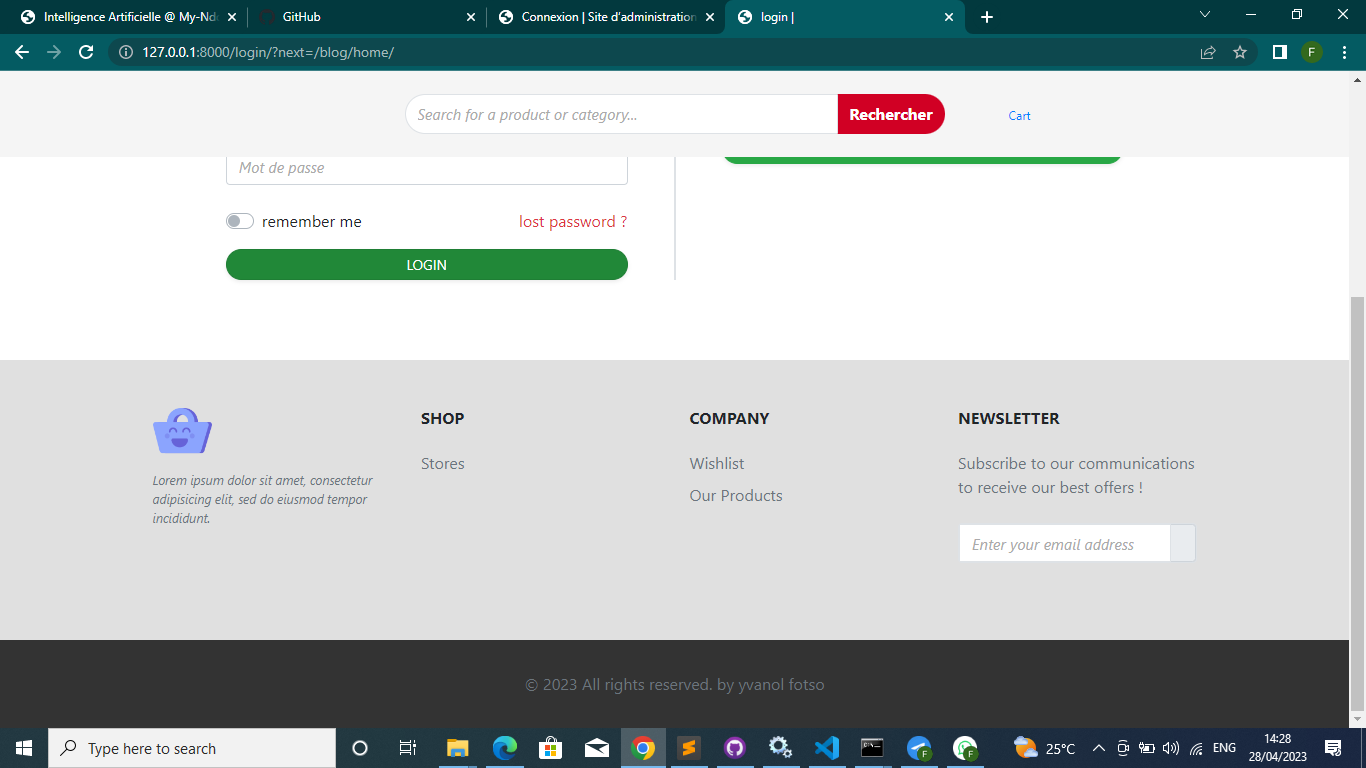 Intelligence Artificielle @ My-Nd
GitHub
Connexion | Site d'administration
login |
127.0.0.1:8000/login/?next=/blog/home/
F
Search for a product or category...
Rechercher
Cart
Mot de passe
remember me
lost password ?
LOGIN
Lorem ipsum dolor sit amet, consectetur
adipisicing elit, sed do eiusmod tempor
incididunt.
SHOP
Stores
COMPANY
Wishlist
Our Products
NEWSLETTER
Subscribe to our communications
to receive our best offers !
Enter your email address
© 2023 All rights reserved. by yvanol fotso
Type here to search
F
F
25°C
ENG
14:28
28/04/2023